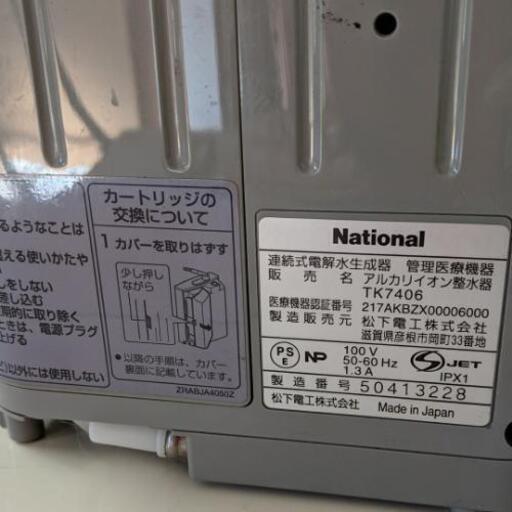 るようなことは
える使いかたや
しをしない
差し込む
期的に取り除く
ときは、電源プラグ
上げる
以外には使用しない
カートリッジの
交換について
1 カバーを取りはずす
少し押し
ながら
●以降の手順は、カバー
裏面に記載しています。
ZRABJA4050Z
National
連続式電解水生成器 管理医療機器
販売名 アルカリイオン整水器
TK7406
医療機器認証番号 217AKBZX00006000
製造販売元 松下電工株式会社
滋賀県彦根市岡町33番地
PS
E
NP
100 V
50-60 Hz
1.3 A
S JET
IPX1
製造番号 50413228
松下電工株式会社 Made in Japan